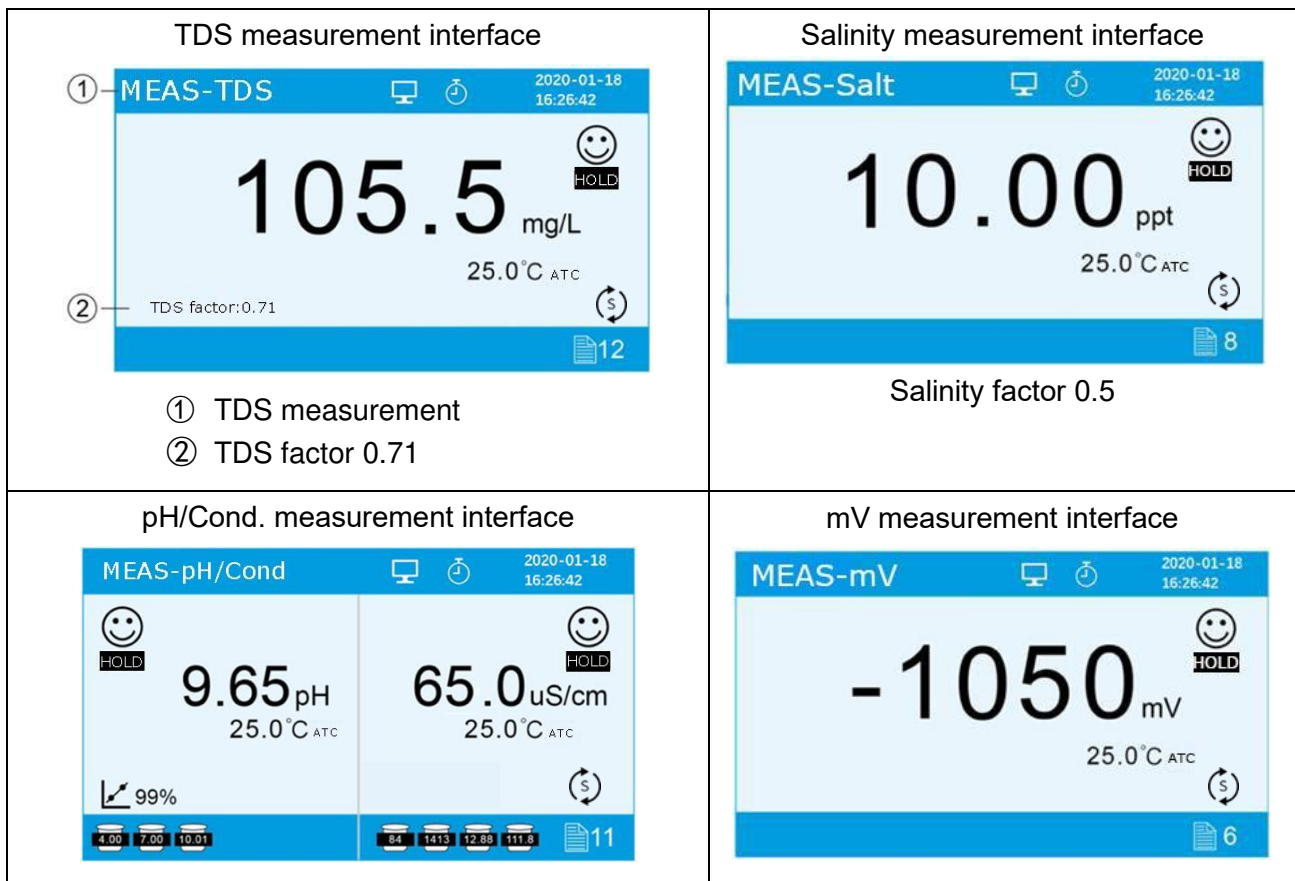 TDS measurement interface
① MEAS-TDS 2020-01-18
16:26:42
HOLD
105.5 mg/L
25.0°C ATC
② TDS factor:0.71
S
12
① TDS measurement
② TDS factor 0.71
Salinity measurement interface
MEAS-Salt 2020-01-18
16:26:42
HOLD
10.00 ppt
25.0°C ATC
S
8
Salinity factor 0.5
pH/Cond. measurement interface
MEAS-pH/Cond 2020-01-18
16:26:42
HOLD HOLD
9.65 pH 65.0 uS/cm
25.0°C ATC 25.0°C ATC
99% S
4.00 7.00 10.01 84 1413 12.88 111.8 11
mV measurement interface
MEAS-mV 2020-01-18
16:26:42
HOLD
-1050 mV
25.0°C ATC
S
6